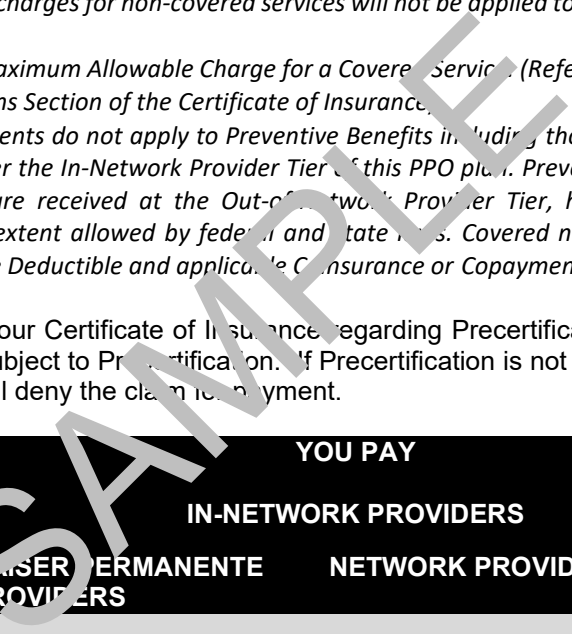 charges for non-covered services will not be applied to
aximum Allowable Charge for a Covered Service. (Refe
ns Section of the Certificate of Insurance
ents do not apply to Preventive Benefits including tha
er the In-Network Provider Tier of this PPO plan. Preve
are received at the Out-of-Network Provider Tier, h
extent allowed by federal and state laws. Covered n
e Deductible and applicable Coinsurance or Copaymen
our Certificate of Insurance regarding Precertifica
ubject to Precertification. If Precertification is not
l deny the claim for payment.
YOU PAY
IN-NETWORK PROVIDERS
AISER PERMANENTE NETWORK PROVID
ROVIDERS
SAMPLE